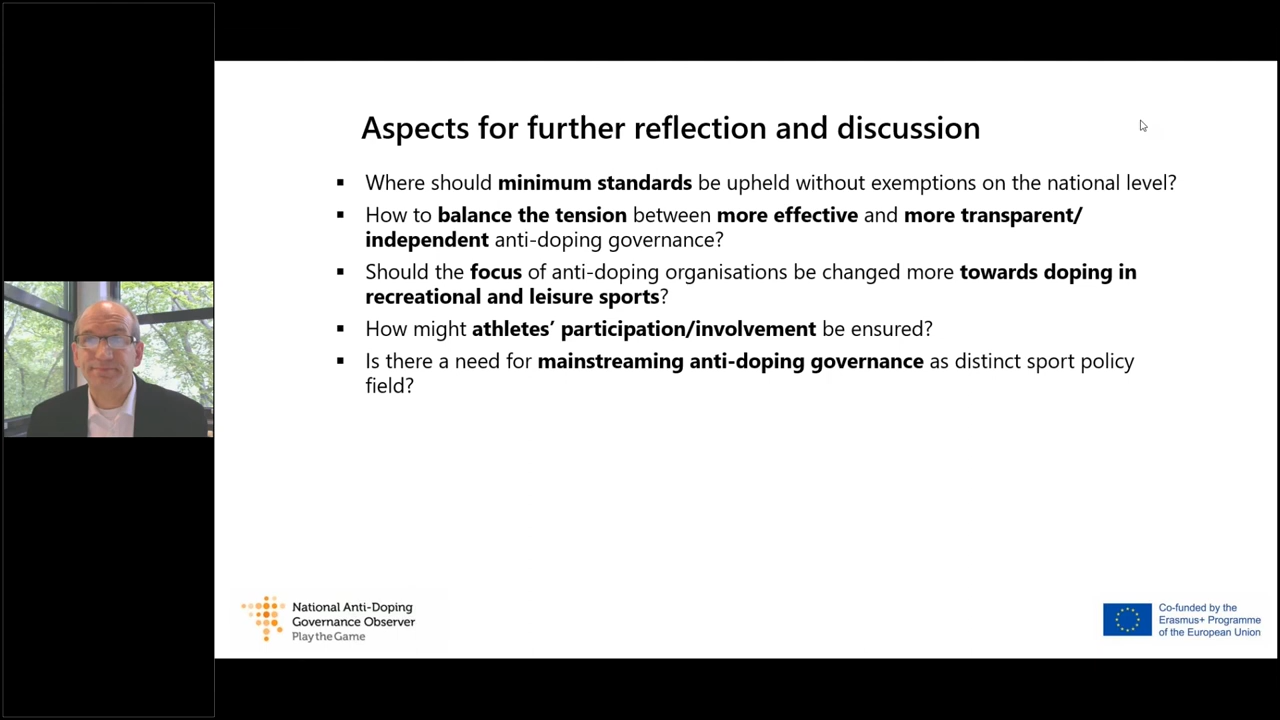 Aspects for further reflection and discussion
▪ Where should minimum standards be upheld without exemptions on the national level?
▪ How to balance the tension between more effective and more transparent/
independent anti-doping governance?
▪ Should the focus of anti-doping organisations be changed more towards doping in
recreational and leisure sports?
▪ How might athletes’ participation/involvement be ensured?
▪ Is there a need for mainstreaming anti-doping governance as distinct sport policy
field?
National Anti-Doping
Governance Observer
Play the Game
Co-funded by the
Erasmus+ Programme
of the European Union